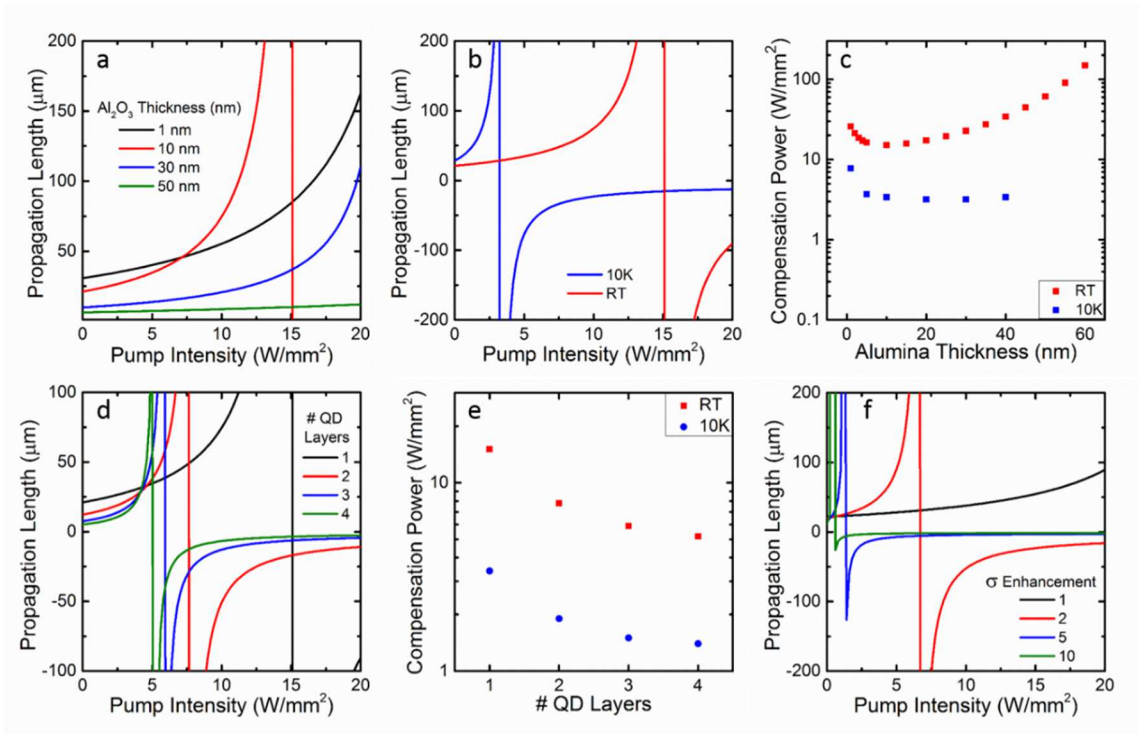 a
200
150
100
50
Propagation Length (μm)
Al2O3 Thickness (nm)
1 nm
10 nm
30 nm
50 nm
0 5 10 15 20
Pump Intensity (W/mm²)
b
200
100
0
-100
-200
Propagation Length (μm)
10K
RT
0 5 10 15 20
Pump Intensity (W/mm²)
c
100
10
1
0.1
Compensation Power (W/mm²)
RT
10K
0 20 40 60
Alumina Thickness (nm)
d
100
50
0
-50
-100
Propagation Length (μm)
# QD
Layers
1
2
3
4
0 5 10 15 20
Pump Intensity (W/mm²)
e
10
1
Compensation Power (W/mm²)
RT
10K
1 2 3 4
# QD Layers
f
200
100
0
-100
-200
Propagation Length (μm)
σ Enhancement
1
2
5
10
0 5 10 15 20
Pump Intensity (W/mm²)